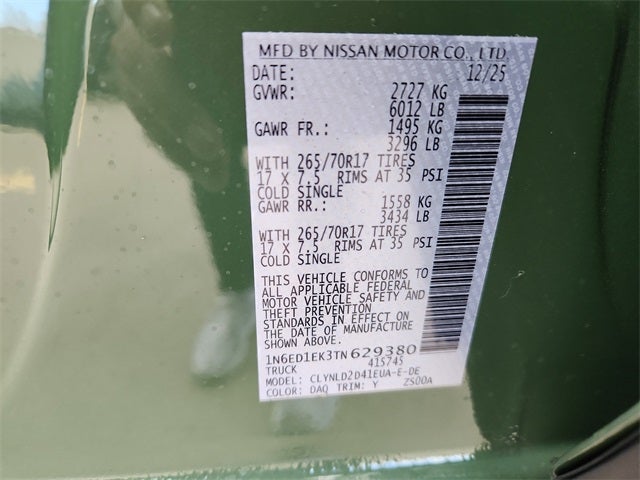 MFD BY NISSAN MOTOR CO., LTD.
DATE: 12/25
GVWR: 2727 KG
6012 LB
GAWR FR.: 1495 KG
3296 LB
WITH 265/70R17 TIRES
17 X 7.5 RIMS AT 35 PSI
COLD SINGLE
GAWR RR.: 1558 KG
3434 LB
WITH 265/70R17 TIRES
17 X 7.5 RIMS AT 35 PSI
COLD SINGLE
THIS VEHICLE CONFORMS TO
ALL APPLICABLE FEDERAL
MOTOR VEHICLE SAFETY AND
THEFT PREVENTION
STANDARDS IN EFFECT ON
THE DATE OF MANUFACTURE
SHOWN ABOVE.
1N6ED1EK3TN629380
TRUCK 415745
MODEL: CLYNLD2D41EUA-E-DE
COLOR: DAQ TRIM: Y ZS00A